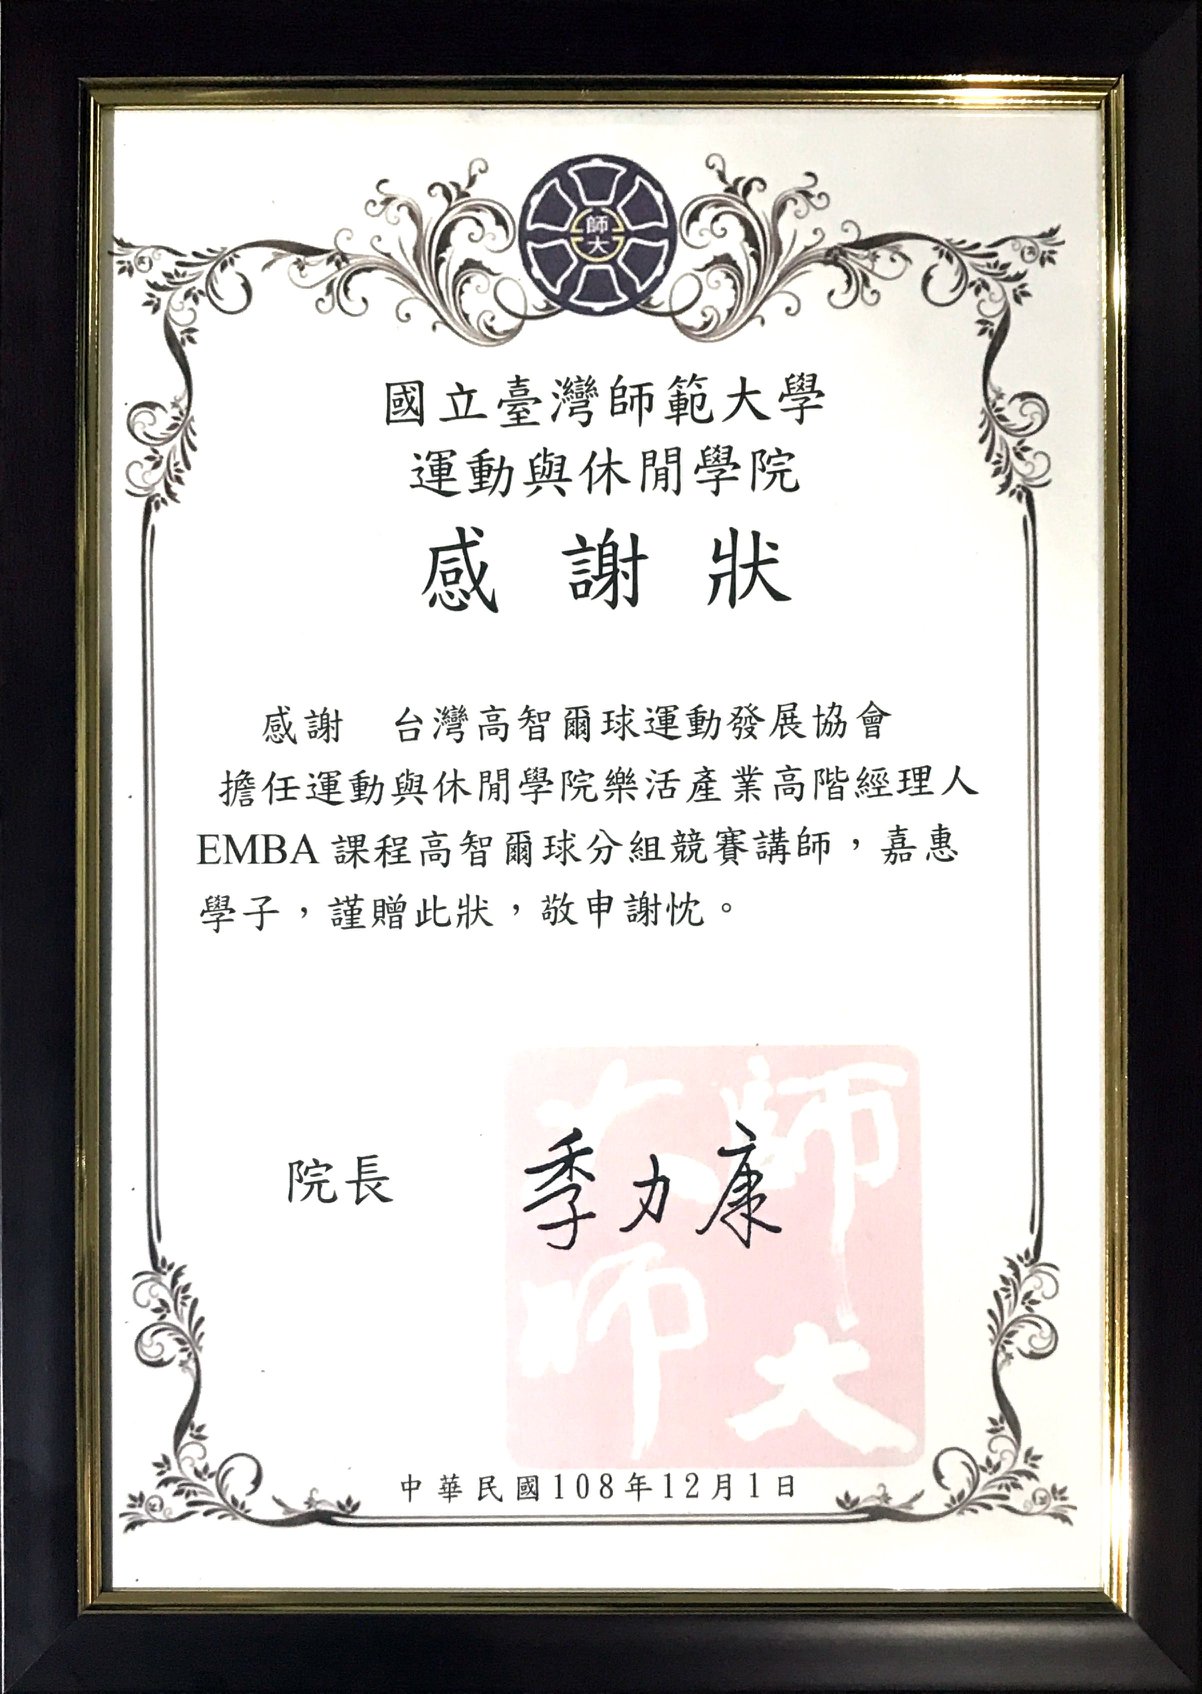 師大
國立臺灣師範大學
運動與休閒學院
感謝狀
感謝 台灣高智爾球運動發展協會
擔任運動與休閒學院樂活產業高階經理人
EMBA 課程高智爾球分組競賽講師，嘉惠
學子，謹贈此狀，敬申謝忱。
院長 季力康
師大
大師
中華民國108年12月1日